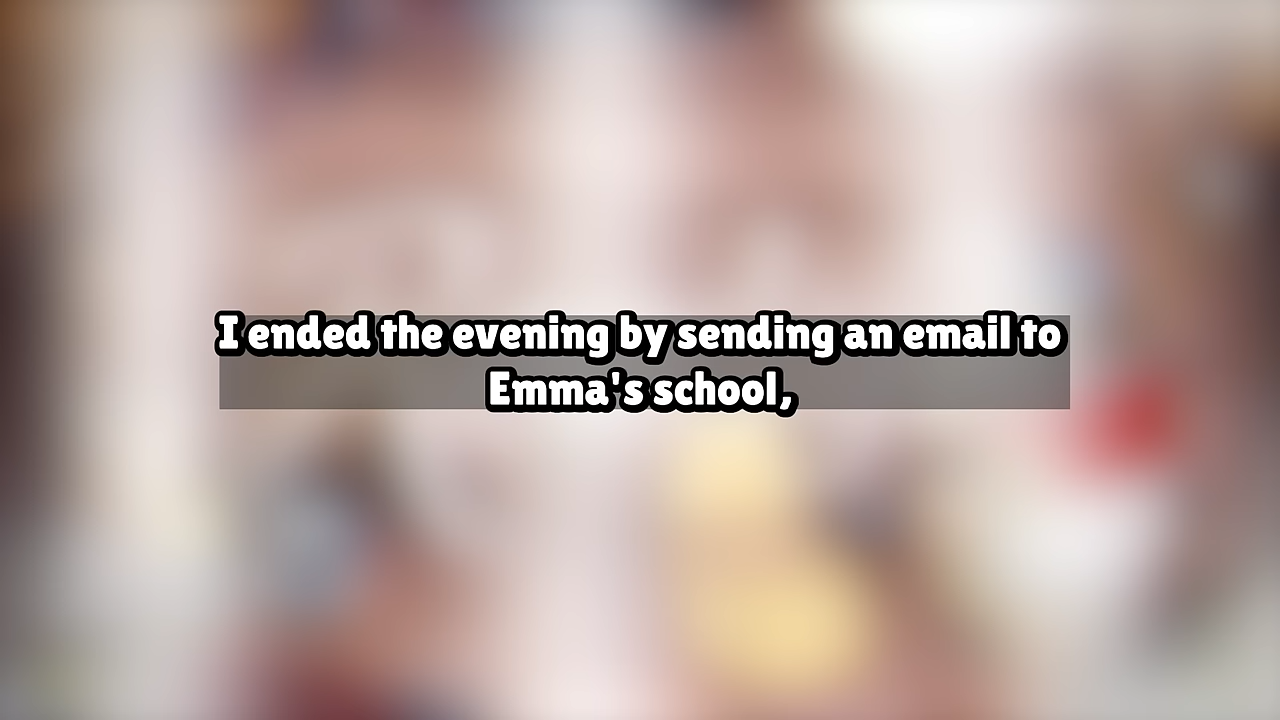 I ended the evening by sending an email to
Emma's school,